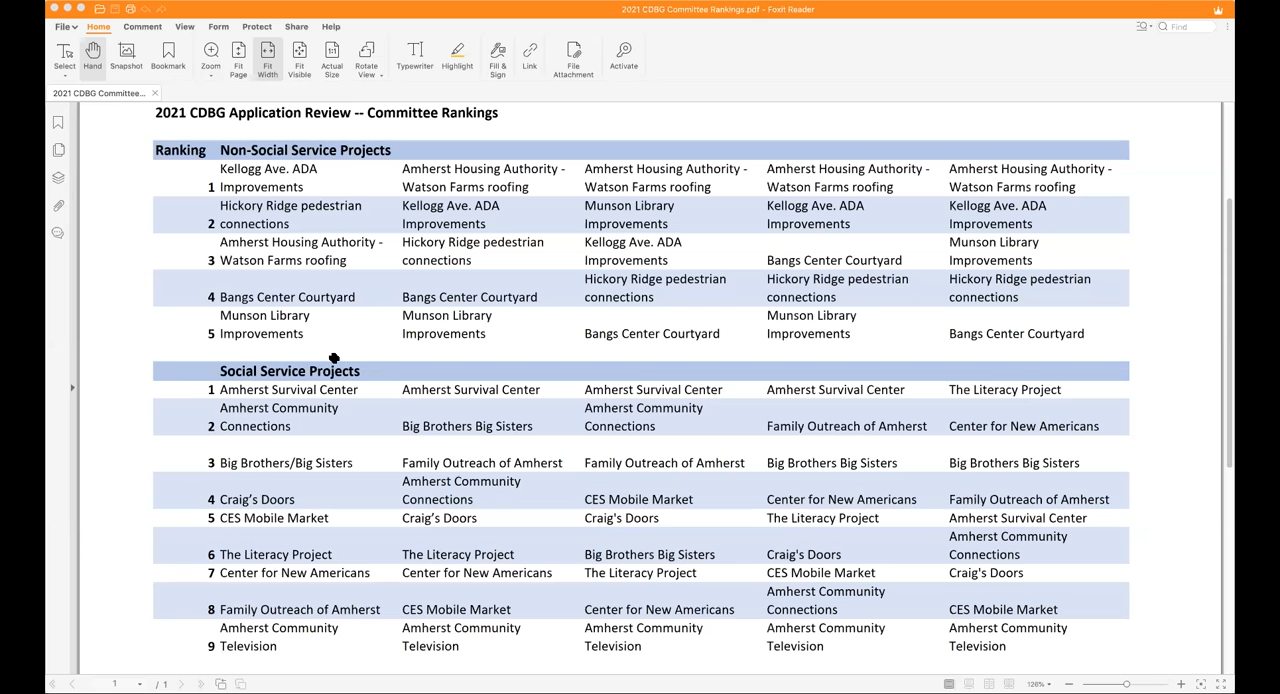 2021 CDBG Committee Rankings.pdf - Foxit Reader
File Home Comment View Form Protect Share Help Find
Select Hand Snapshot Bookmark Zoom Fit Page Fit Width Fit Visible Actual Size Rotate View Typewriter Highlight Fill & Sign Link File Attachment Activate
2021 CDBG Committee... ×
2021 CDBG Application Review -- Committee Rankings
Ranking Non-Social Service Projects
Kellogg Ave. ADA Amherst Housing Authority - Amherst Housing Authority - Amherst Housing Authority - Amherst Housing Authority -
1 Improvements Watson Farms roofing Watson Farms roofing Watson Farms roofing Watson Farms roofing
Hickory Ridge pedestrian Kellogg Ave. ADA Munson Library Kellogg Ave. ADA Kellogg Ave. ADA
2 connections Improvements Improvements Improvements Improvements
Amherst Housing Authority - Hickory Ridge pedestrian Kellogg Ave. ADA Munson Library
3 Watson Farms roofing connections Improvements Bangs Center Courtyard Improvements
Hickory Ridge pedestrian Hickory Ridge pedestrian Hickory Ridge pedestrian
4 Bangs Center Courtyard Bangs Center Courtyard connections connections connections
Munson Library Munson Library Munson Library
5 Improvements Improvements Bangs Center Courtyard Improvements Bangs Center Courtyard
Social Service Projects
1 Amherst Survival Center Amherst Survival Center Amherst Survival Center Amherst Survival Center The Literacy Project
Amherst Community Amherst Community
2 Connections Big Brothers Big Sisters Connections Family Outreach of Amherst Center for New Americans
3 Big Brothers/Big Sisters Family Outreach of Amherst Family Outreach of Amherst Big Brothers Big Sisters Big Brothers Big Sisters
Amherst Community
4 Craig’s Doors Connections CES Mobile Market Center for New Americans Family Outreach of Amherst
5 CES Mobile Market Craig’s Doors Craig's Doors The Literacy Project Amherst Survival Center
Amherst Community
6 The Literacy Project The Literacy Project Big Brothers Big Sisters Craig's Doors Connections
7 Center for New Americans Center for New Americans The Literacy Project CES Mobile Market Craig's Doors
Amherst Community
8 Family Outreach of Amherst CES Mobile Market Center for New Americans Connections CES Mobile Market
Amherst Community Amherst Community Amherst Community Amherst Community Amherst Community
9 Television Television Television Television Television
1 / 1 126%